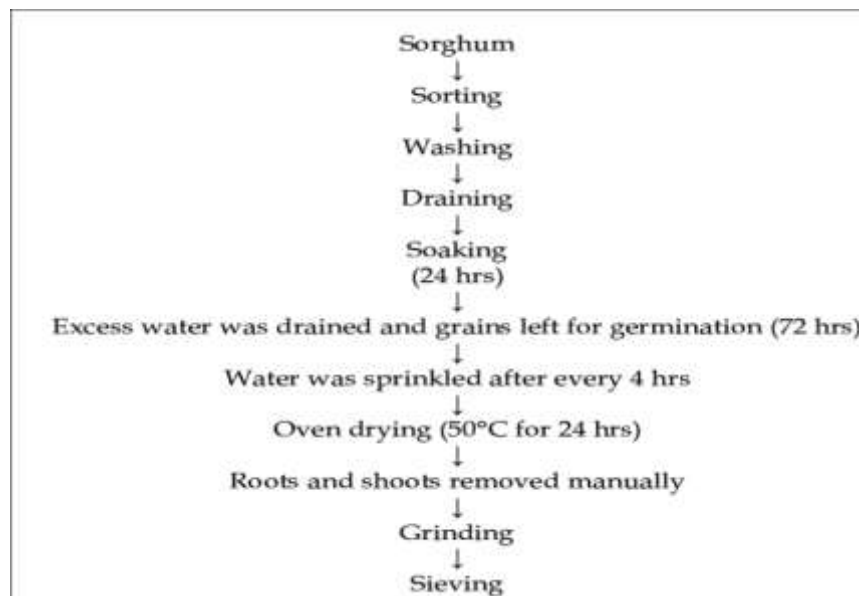 Sorghum
↓
Sorting
↓
Washing
↓
Draining
↓
Soaking
(24 hrs)
↓
Excess water was drained and grains left for germination (72 hrs)
↓
Water was sprinkled after every 4 hrs
↓
Oven drying (50°C for 24 hrs)
↓
Roots and shoots removed manually
↓
Grinding
↓
Sieving